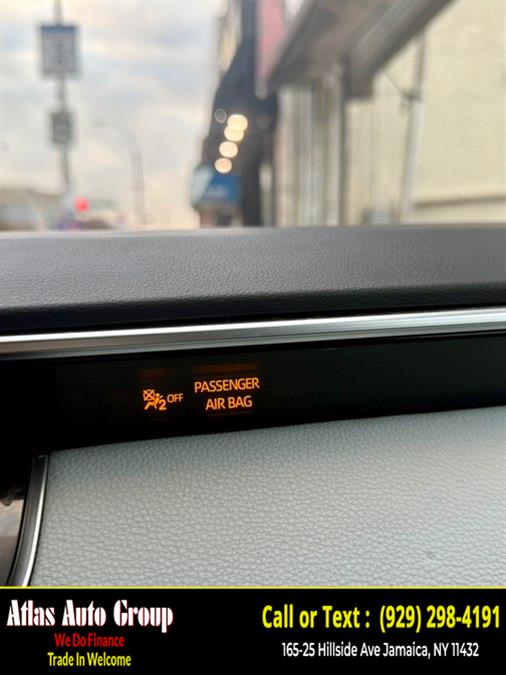 2 OFF
PASSENGER
AIR BAG
Atlas Auto Group
We Do Finance
Trade In Welcome
Call or Text : (929) 298-4191
165-25 Hillside Ave Jamaica, NY 11432